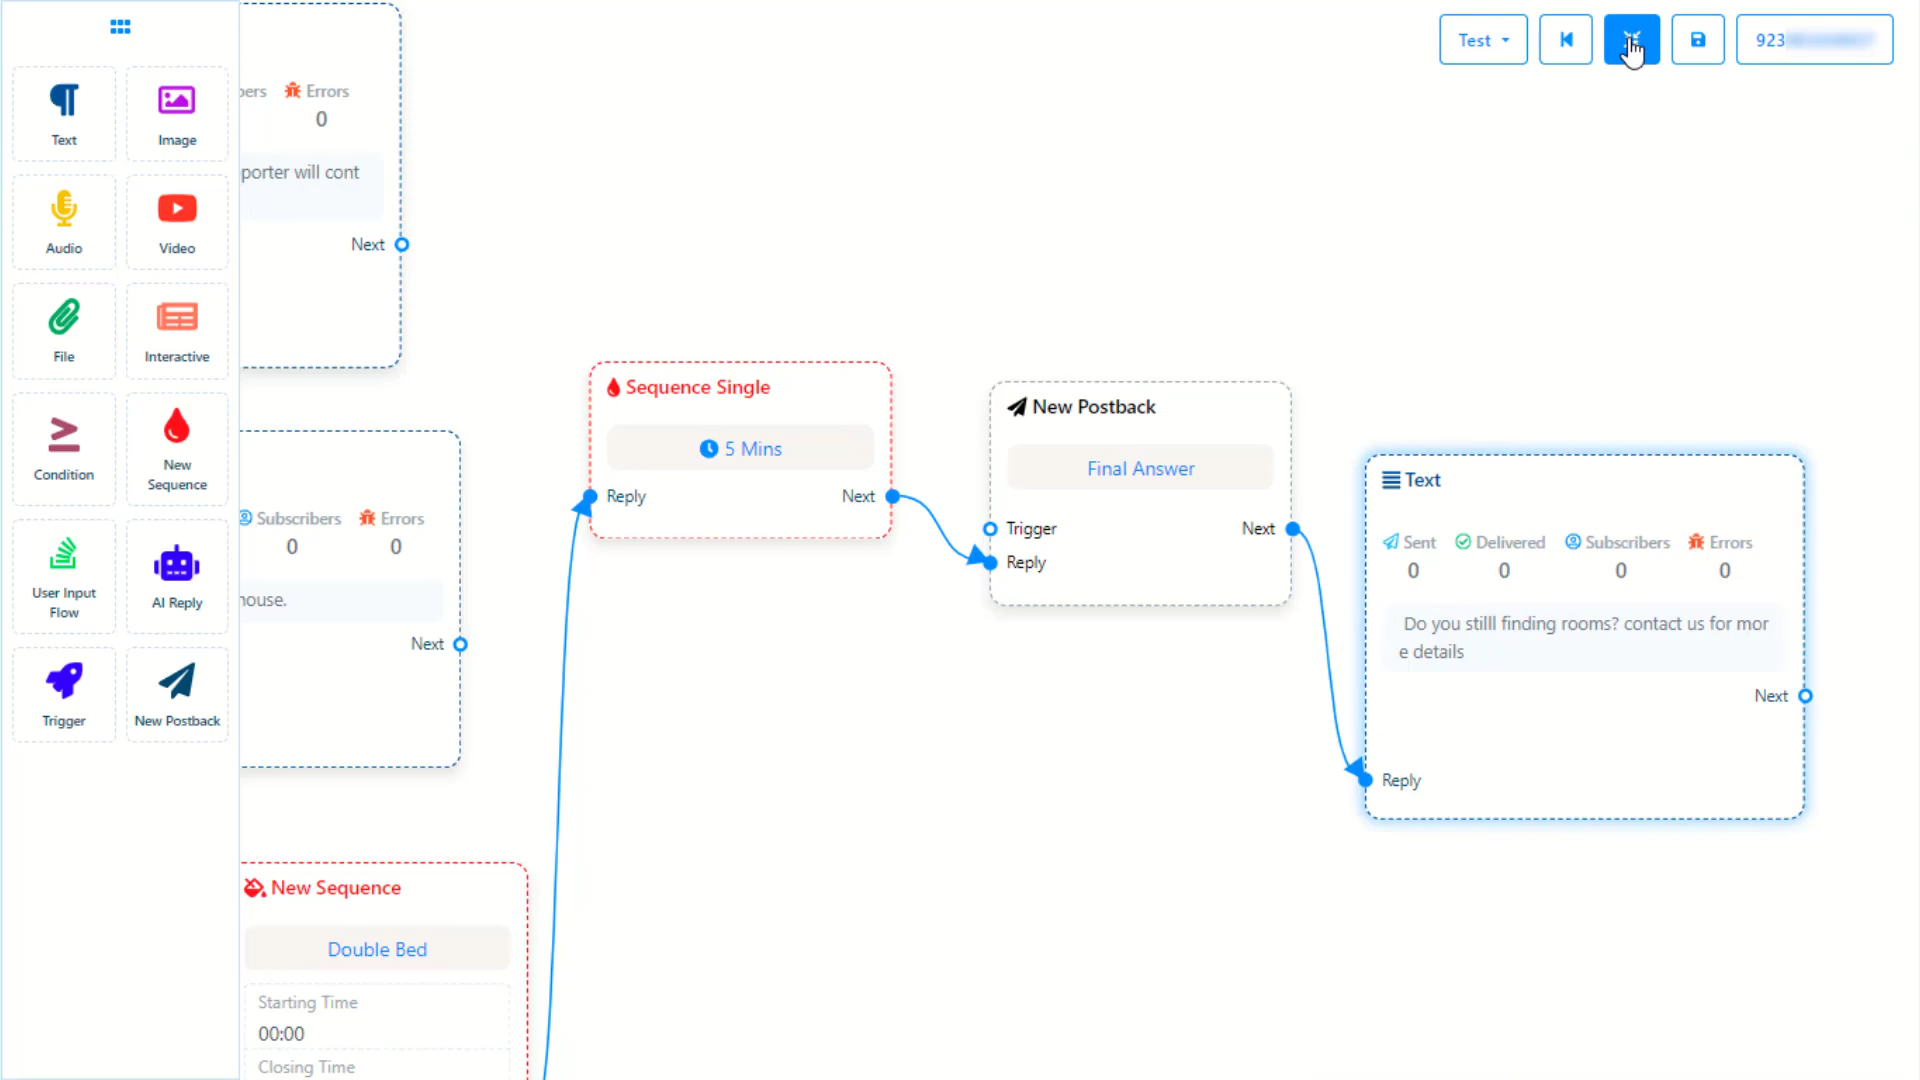 Text
Image
Audio
Video
File
Interactive
Condition
New
Sequence
User Input
Flow
AI Reply
Trigger
New Postback
Test
923
Errors
0
porter will cont
Next
Subscribers
Errors
0
0
Next
New Sequence
Double Bed
Starting Time
00:00
Closing Time
Sequence Single
5 Mins
Reply
Next
New Postback
Final Answer
Trigger
Next
Reply
Text
Sent
Delivered
Subscribers
Errors
0
0
0
0
Do you stilll finding rooms? contact us for mor
e details
Next
Reply